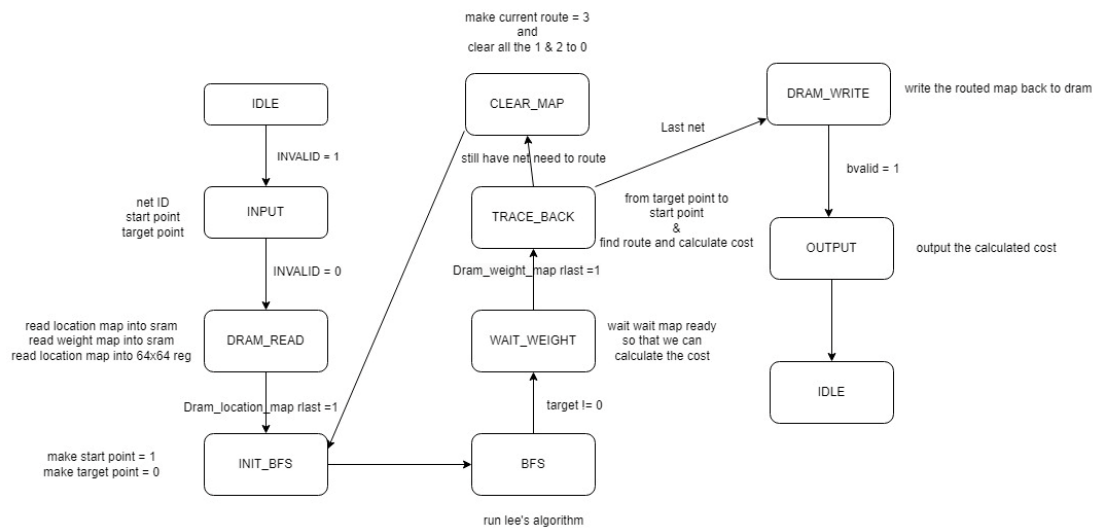 make current route = 3
and
clear all the 1 & 2 to 0
IDLE
CLEAR_MAP
DRAM_WRITE
write the routed map back to dram
INVALID = 1
still have net need to route
Last net
net ID
start point
target point
INPUT
TRACE_BACK
from target point to
start point
&
find route and calculate cost
bvalid = 1
INVALID = 0
Dram_weight_map rlast =1
OUTPUT
output the calculated cost
read location map into sram
read weight map into sram
read location map into 64x64 reg
DRAM_READ
WAIT_WEIGHT
wait wait map ready
so that we can
calculate the cost
Dram_location_map rlast =1
target != 0
IDLE
make start point = 1
make target point = 0
INIT_BFS
BFS
run lee's algorithm